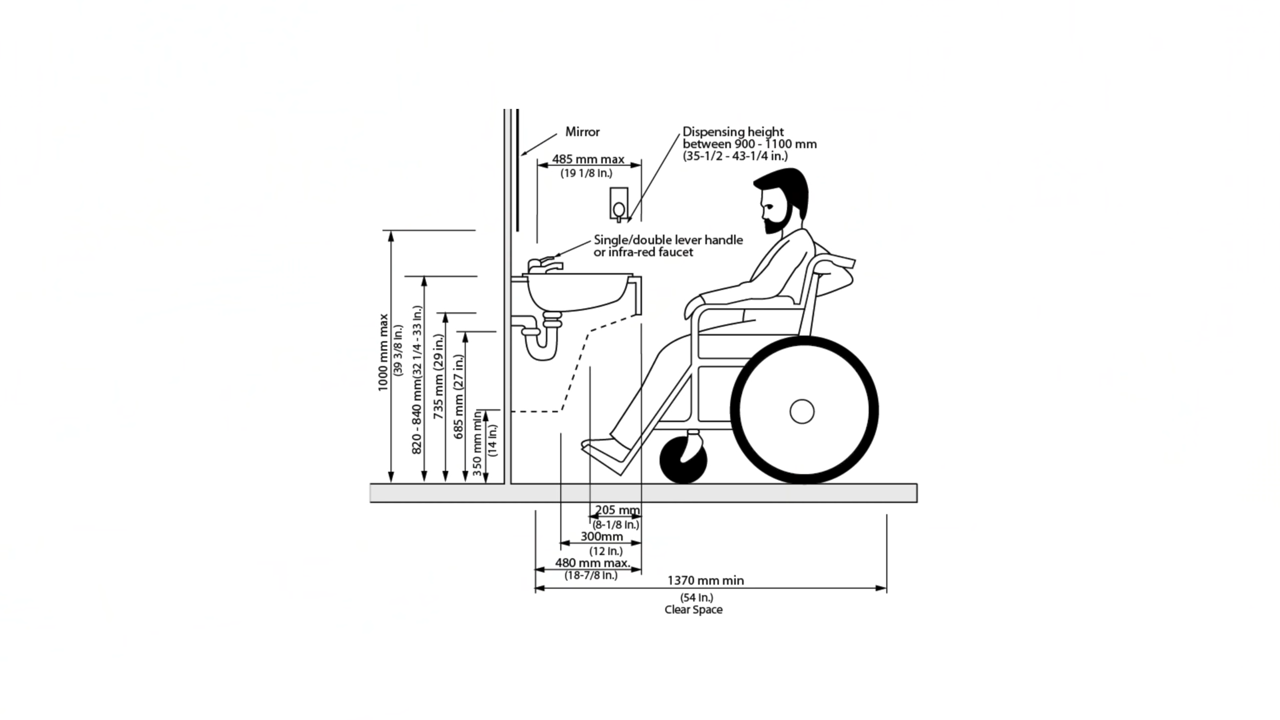 Mirror
Dispensing height
between 900 - 1100 mm
(35-1/2 - 43-1/4 in.)
485 mm max
(19 1/8 in.)
Single/double lever handle
or infra-red faucet
1000 mm max
(39 3/8 in.)
820 - 840 mm(32 1/4 - 33 in.)
735 mm (29 in.)
685 mm (27 in.)
350 mm min
(14 in.)
205 mm
(8-1/8 in.)
300mm
(12 in.)
480 mm max.
(18-7/8 in.)
1370 mm min
(54 in.)
Clear Space